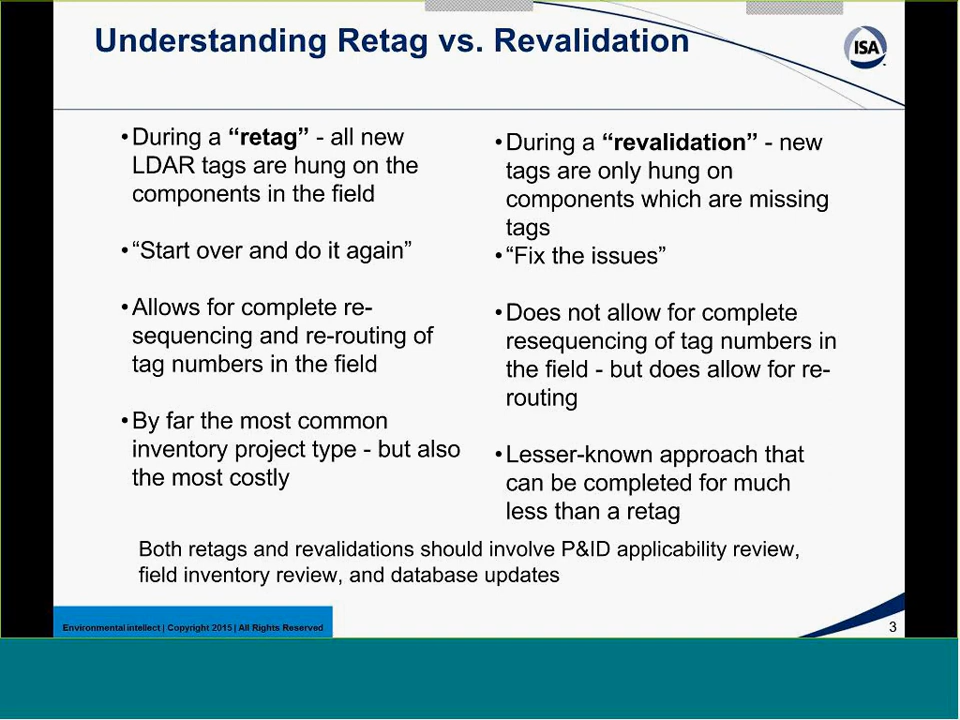 Understanding Retag vs. Revalidation
ISA
•During a “retag” - all new
LDAR tags are hung on the
components in the field
•“Start over and do it again”
•Allows for complete re-
sequencing and re-routing of
tag numbers in the field
•By far the most common
inventory project type - but also
the most costly
•During a “revalidation” - new
tags are only hung on
components which are missing
tags
•“Fix the issues”
•Does not allow for complete
resequencing of tag numbers in
the field - but does allow for re-
routing
•Lesser-known approach that
can be completed for much
less than a retag
Both retags and revalidations should involve P&ID applicability review,
field inventory review, and database updates
Environmental intellect | Copyright 2015 | All Rights Reserved
3